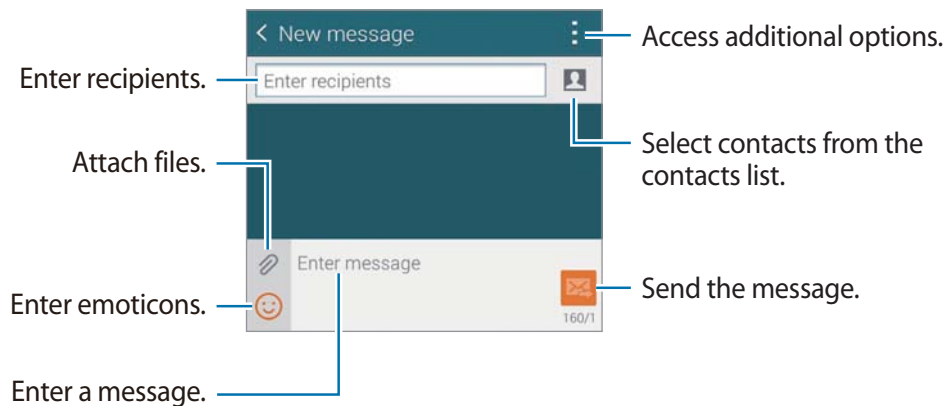 New message
Access additional options.
Enter recipients.
Enter recipients
Select contacts from the
contacts list.
Attach files.
Enter message
Send the message.
Enter emoticons.
160/1
Enter a message.